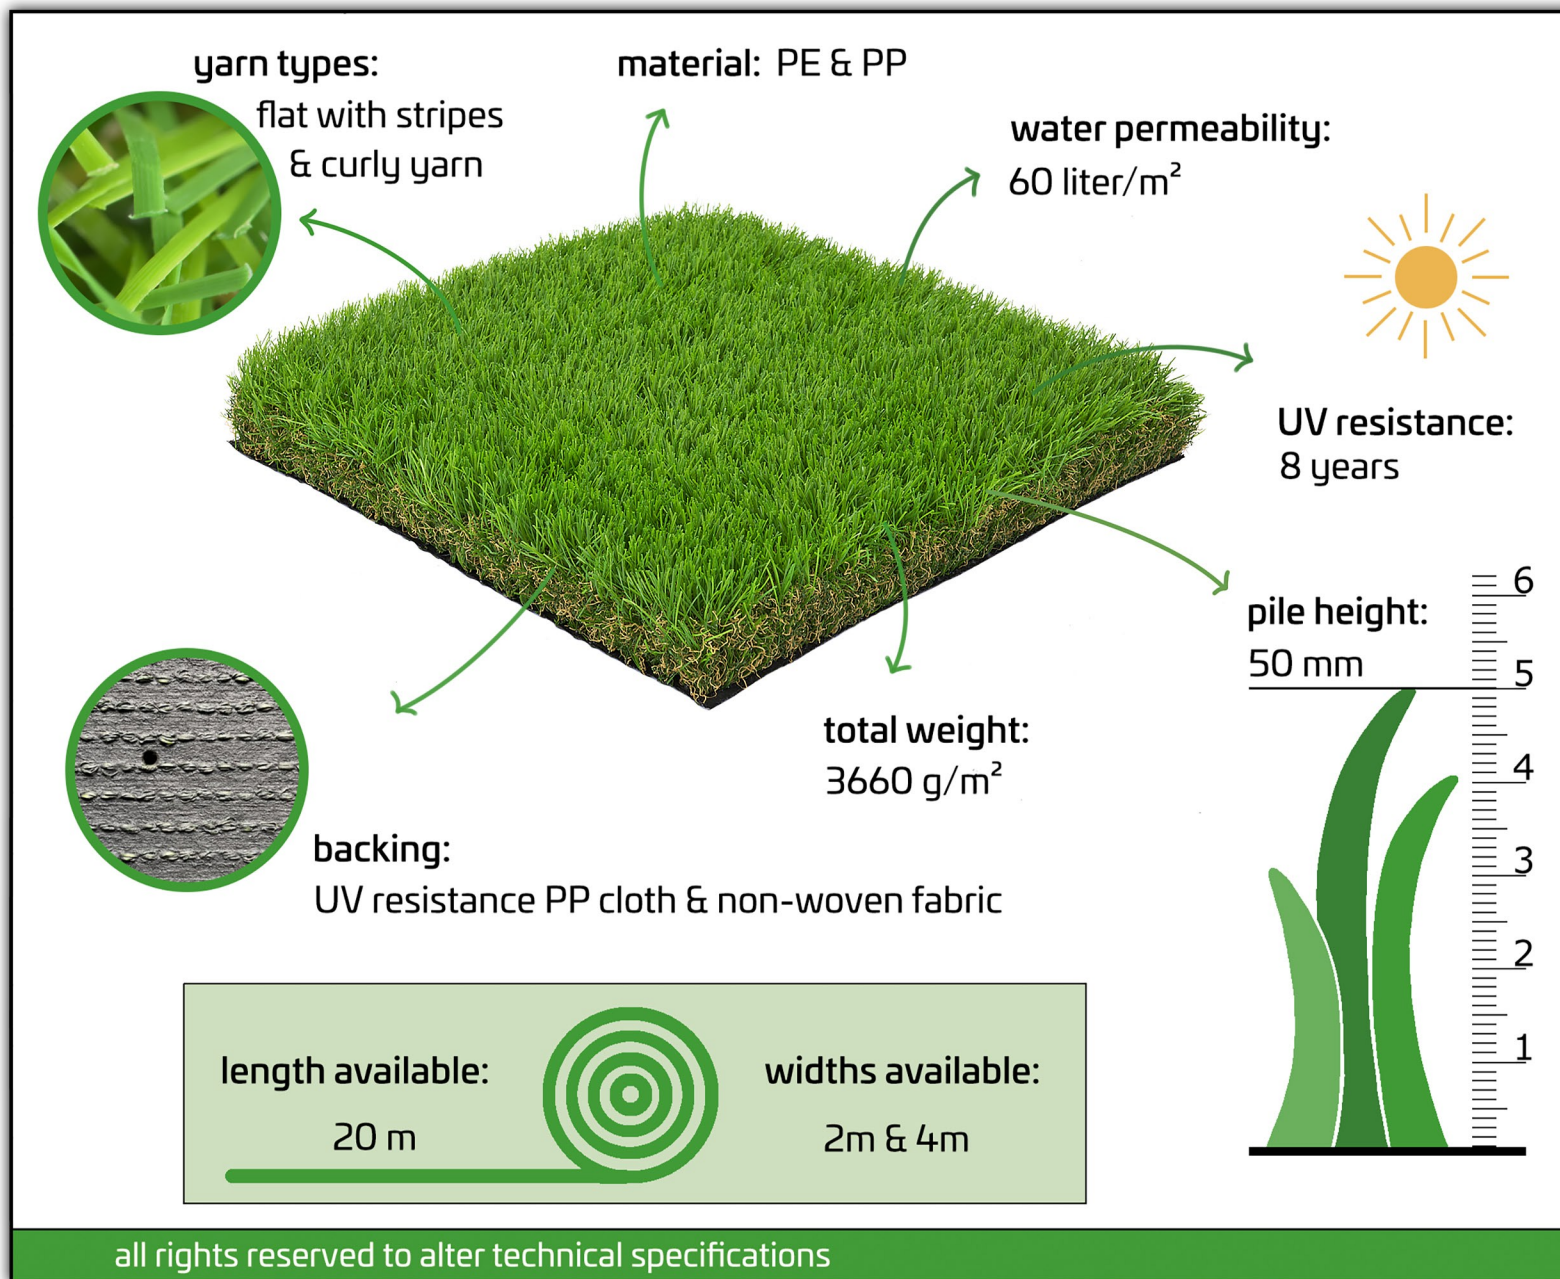 yarn types:
flat with stripes
& curly yarn
material: PE & PP
water permeability:
60 liter/m²
UV resistance:
8 years
pile height:
50 mm
6
5
4
3
2
1
total weight:
3660 g/m²
backing:
UV resistance PP cloth & non-woven fabric
length available:
20 m
widths available:
2m & 4m
all rights reserved to alter technical specifications